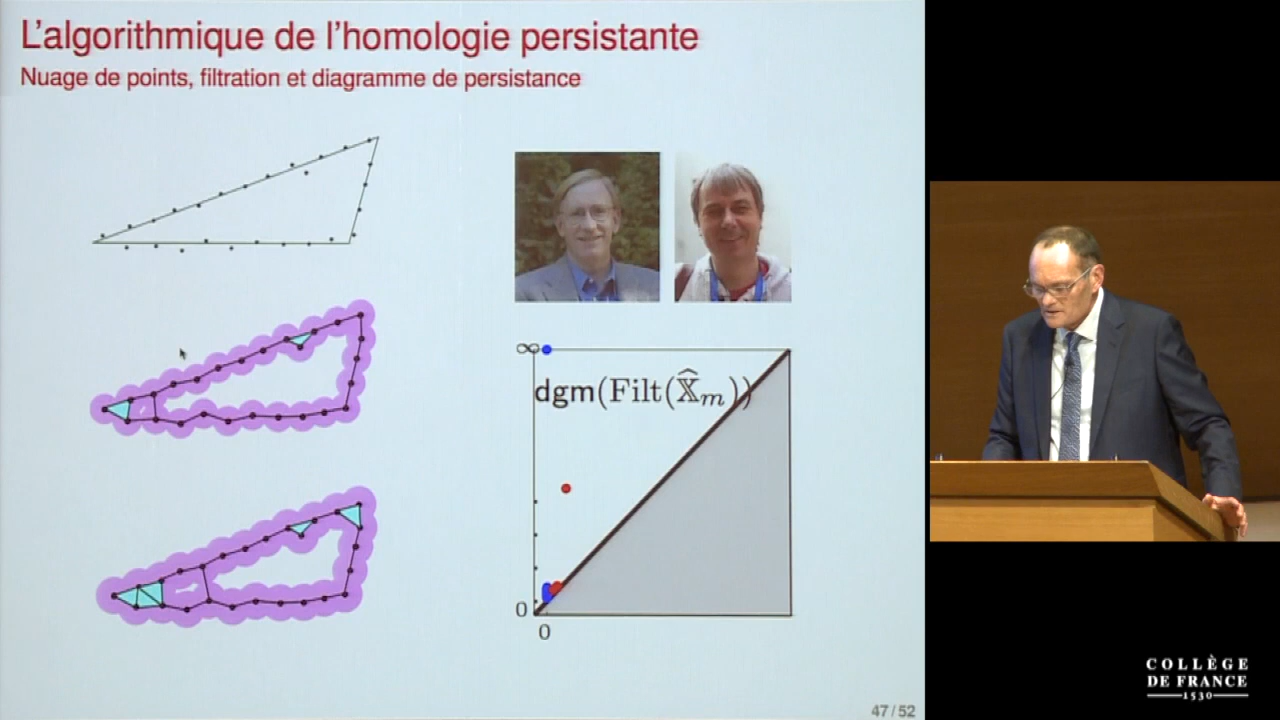 L'algorithmique de l'homologie persistante
Nuage de points, filtration et diagramme de persistance
∞
dgm(Filt(𝕏̂ₘ))
0
0
47 / 52
COLLÈGE
DE FRANCE
1530